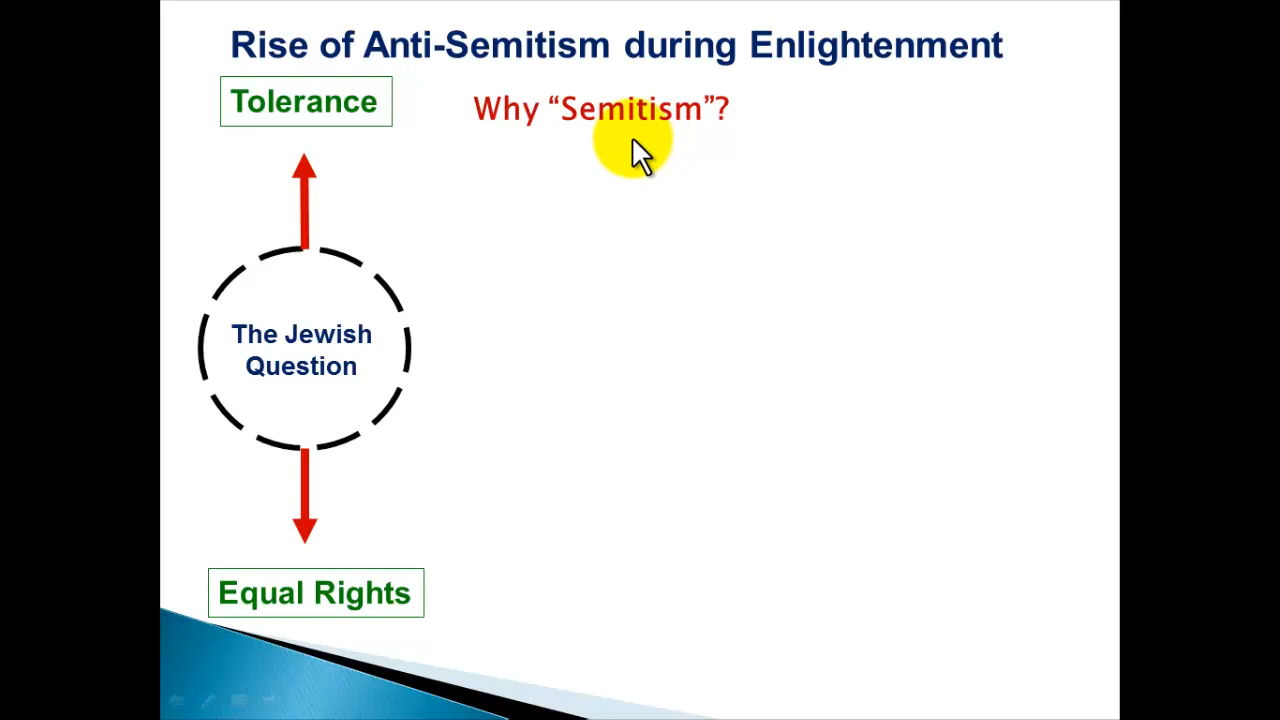 Rise of Anti-Semitism during Enlightenment
Tolerance
Why “Semitism”?
The Jewish
Question
Equal Rights